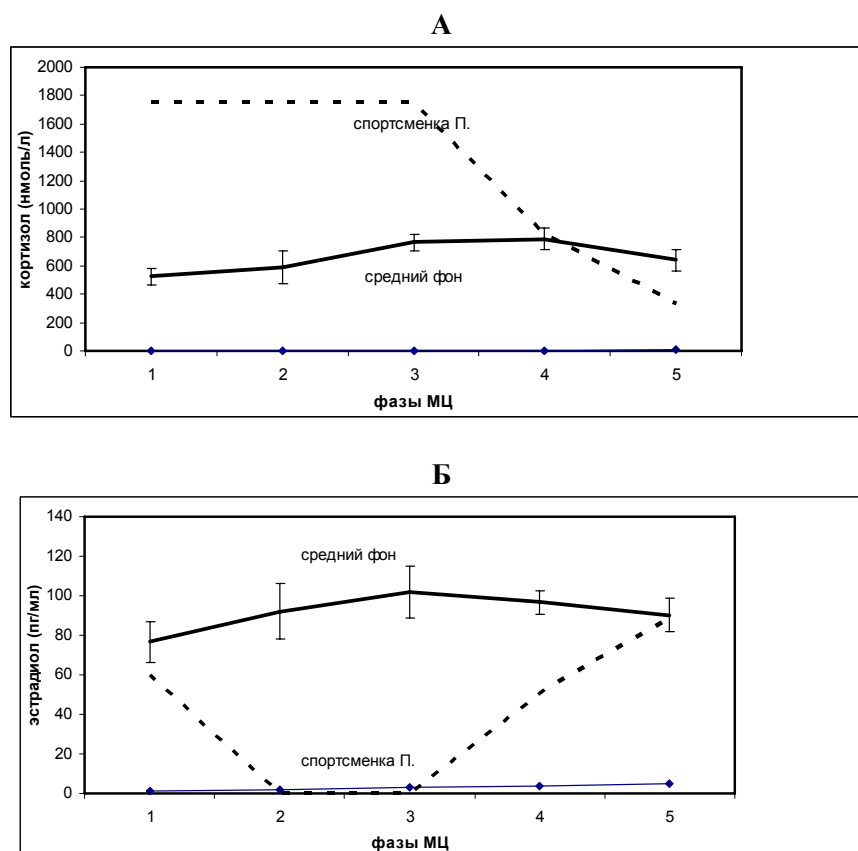 А
2000
1800
1600
1400
1200
1000
800
600
400
200
0
кортизол (нмоль/л)
спортсменка П.
средний фон
1 2 3 4 5
фазы МЦ
Б
140
120
100
80
60
40
20
0
эстрадиол (пг/мл)
средний фон
спортсменка П.
1 2 3 4 5
фазы МЦ